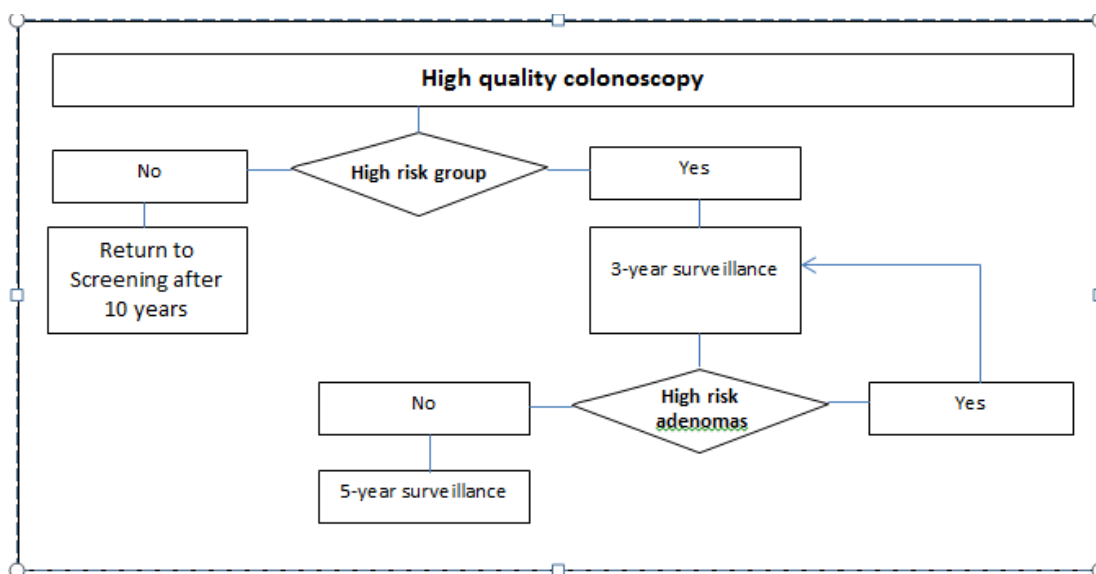 High quality colonoscopy
No
High risk group
Yes
Return to
Screening after
10 years
3-year surveillance
No
High risk
adenomas
Yes
5-year surveillance